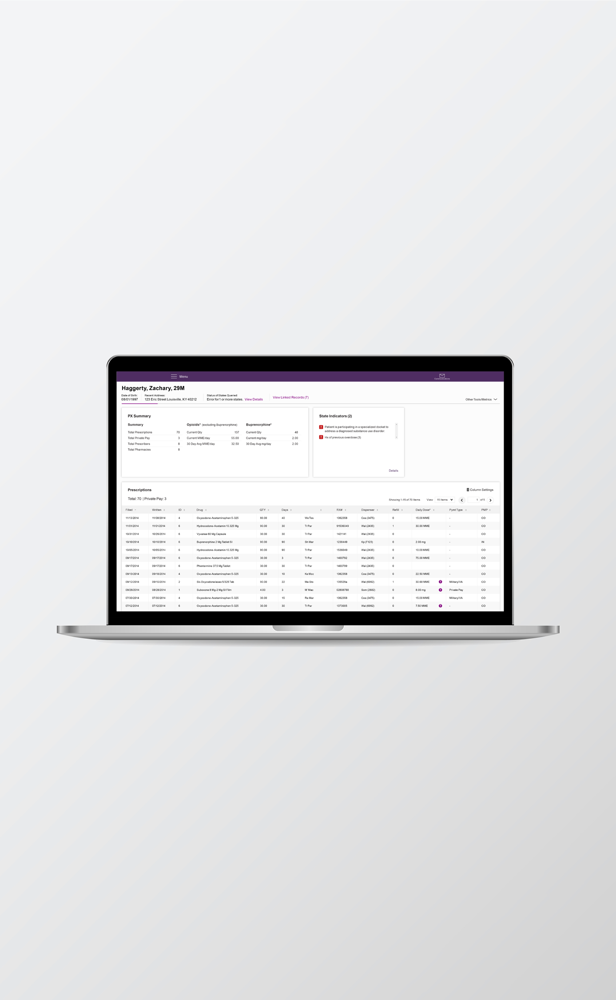 Menu
Communications
Haggerty, Zachary, 29M
Date of Birth: Recent Address: Status of States Queried: View Linked Records (7)
08/01/1997 123 Eric Street Louisville, KY 40212 Error for 1 or more states. View Details Other Tools/Metrics
PX Summary
Summary Opioids* (excluding Buprenorphine) Buprenorphine*
Total Prescriptions 70 Current Qty 137 Current Qty 48
Total Private Pay 3 Current MME/day 55.00 Current mg/day 2.00
Total Prescribers 8 30 Day Avg MME/day 32.50 30 Day Avg mg/day 2.00
Total Pharmacies 8
State Indicators (2)
Patient is participating in a specialized docket to
address a diagnosed substance use disorder.
Hx of previous overdose (3)
Details
Prescriptions Column Settings
Total: 70 | Private Pay: 3 Showing 1-15 of 70 Items View 15 Items 1 of 5
Filled Written ID Drug QTY Days RX# Dispenser Refill Daily Dose* Pymt Type PMP
11/13/2014 11/08/2014 4 Oxycodone-Acetaminophen 5-325 80.00 40 We Tes 1062358 Cos (3475) 0 15.00 MME - CO
11/01/2014 11/01/2014 6 Hydrocodone-Acetamin 10.325 Mg 90.00 30 Tr Par 91536049 Wal (2435) 1 30.00 MME - CO
10/31/2014 10/26/2014 6 Vyvanse 60 Mg Capsule 30.00 30 Tr Par 1421141 Wal (2435) 0 - CO
10/10/2014 10/10/2014 6 Buprenorphine 2 Mg Tablet Sl 90.00 90 Sh Mar 1238449 Kp (F123) 0 2.00 mg - IN
10/05/2014 10/05/2014 6 Hydrocodone-Acetamin 10.325 Mg 90.00 90 Tr Par 1536049 Wal (2435) 0 10.00 MME - CO
09/17/2014 09/17/2014 6 Oxycodone-Acetaminophen 5-325 30.00 3 Tr Par 1400792 Wal (2435) 0 75.00 MME - CO
09/17/2014 09/17/2014 6 Phentermine 37.5 Mg Tablet 30.00 30 Tr Par 1400799 Wal (2435) 0 - CO
09/13/2014 09/18/2014 4 Oxycodone-Acetaminophen 5-325 30.00 10 Ke Mcc 1062358 Cos (3475) 0 22.50 MME - CO
09/12/2014 09/10/2014 2 Sk-Oxycodone/acao 5/325 Tab 90.00 22 Ma Sto 135529a Wal (6992) 1 30.68 MME T Military/VA CO
09/28/2014 08/28/2014 1 Suboxone 8 Mg-2 Mg Sl Film 4.00 3 M' Mac 02808788 Som (2682) 0 8.00 mg T Private Pay CO
07/30/2014 07/30/2014 4 Oxycodone-Acetaminophen 5-325 30.00 15 Ra Mar 1062358 Cos (3475) 0 15.00 MME Military/VA CO
07/12/2014 07/12/2014 6 Oxycodone-Acetaminophen 5-325 30.00 30 Tr Par 1373005 Wal (6992) 0 7.50 MME T - CO